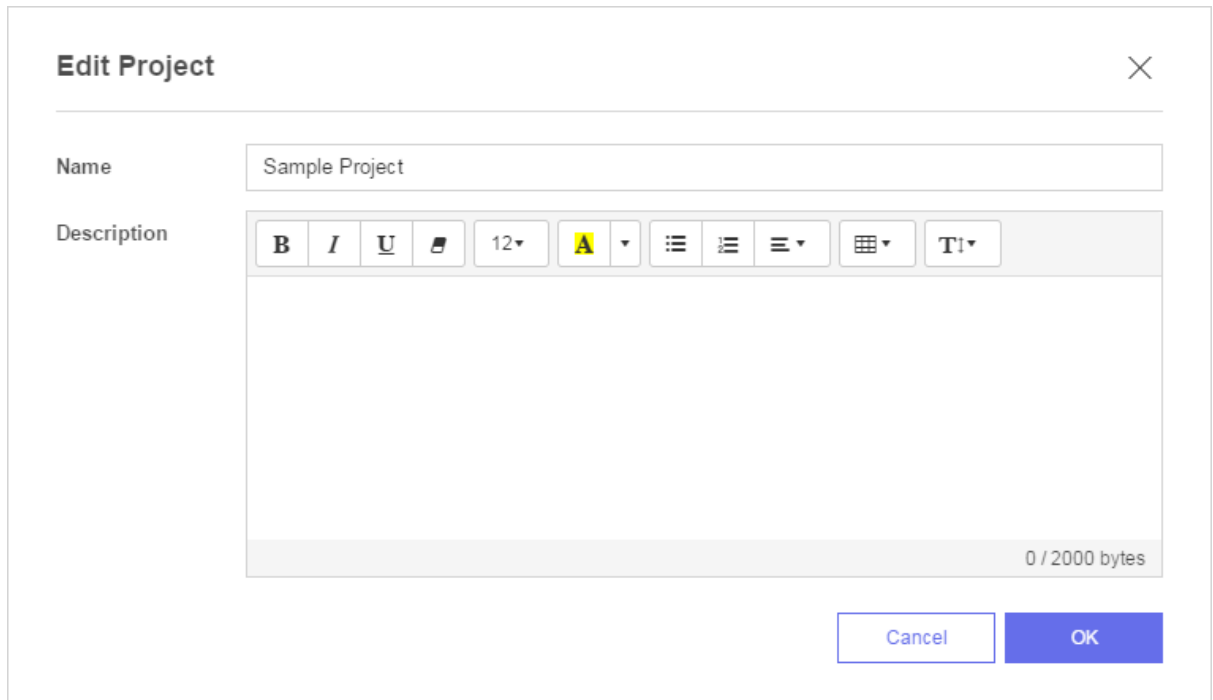 Edit Project
Name
Sample Project
Description
B I U 12 A T
0 / 2000 bytes
Cancel OK